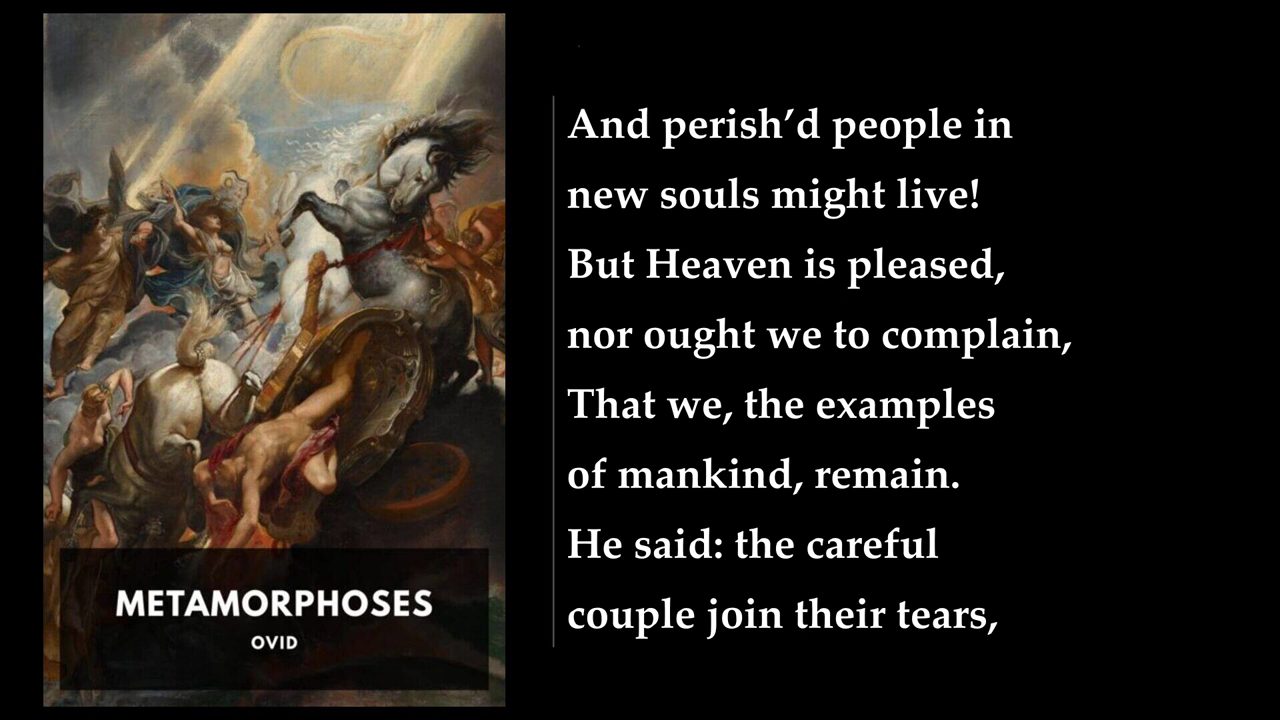 METAMORPHOSES
OVID
And perish’d people in
new souls might live!
But Heaven is pleased,
nor ought we to complain,
That we, the examples
of mankind, remain.
He said: the careful
couple join their tears,